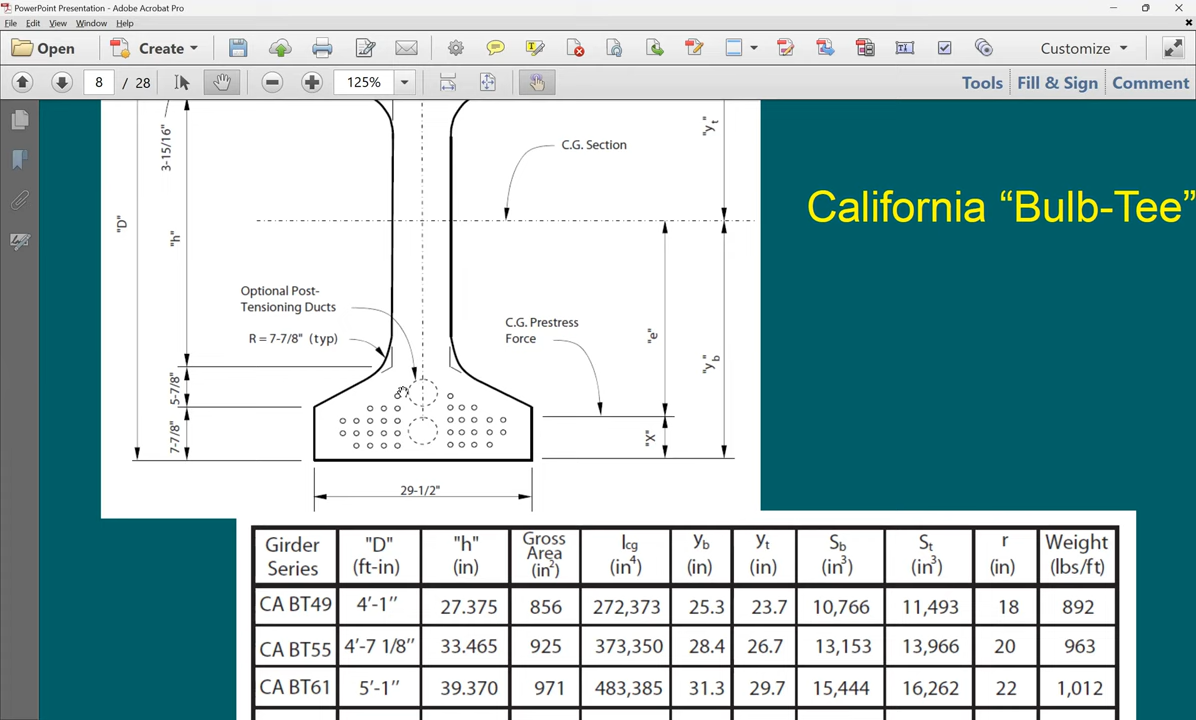 PowerPoint Presentation - Adobe Acrobat Pro
File Edit View Window Help
Open Create Customize
8 / 28 125% Tools Fill & Sign Comment
3-15/16"
"D"
"h"
"yt"
C.G. Section
California “Bulb-Tee”
Optional Post-
Tensioning Ducts
R = 7-7/8" (typ)
C.G. Prestress
Force
"e"
"yb"
5-7/8"
7-7/8"
"X"
29-1/2"
Girder Series "D" (ft-in) "h" (in) Gross Area (in²) Icg (in⁴) yb (in) yt (in) Sb (in³) St (in³) r (in) Weight (lbs/ft)
CA BT49 4'-1'' 27.375 856 272,373 25.3 23.7 10,766 11,493 18 892
CA BT55 4'-7 1/8'' 33.465 925 373,350 28.4 26.7 13,153 13,966 20 963
CA BT61 5'-1'' 39.370 971 483,385 31.3 29.7 15,444 16,262 22 1,012